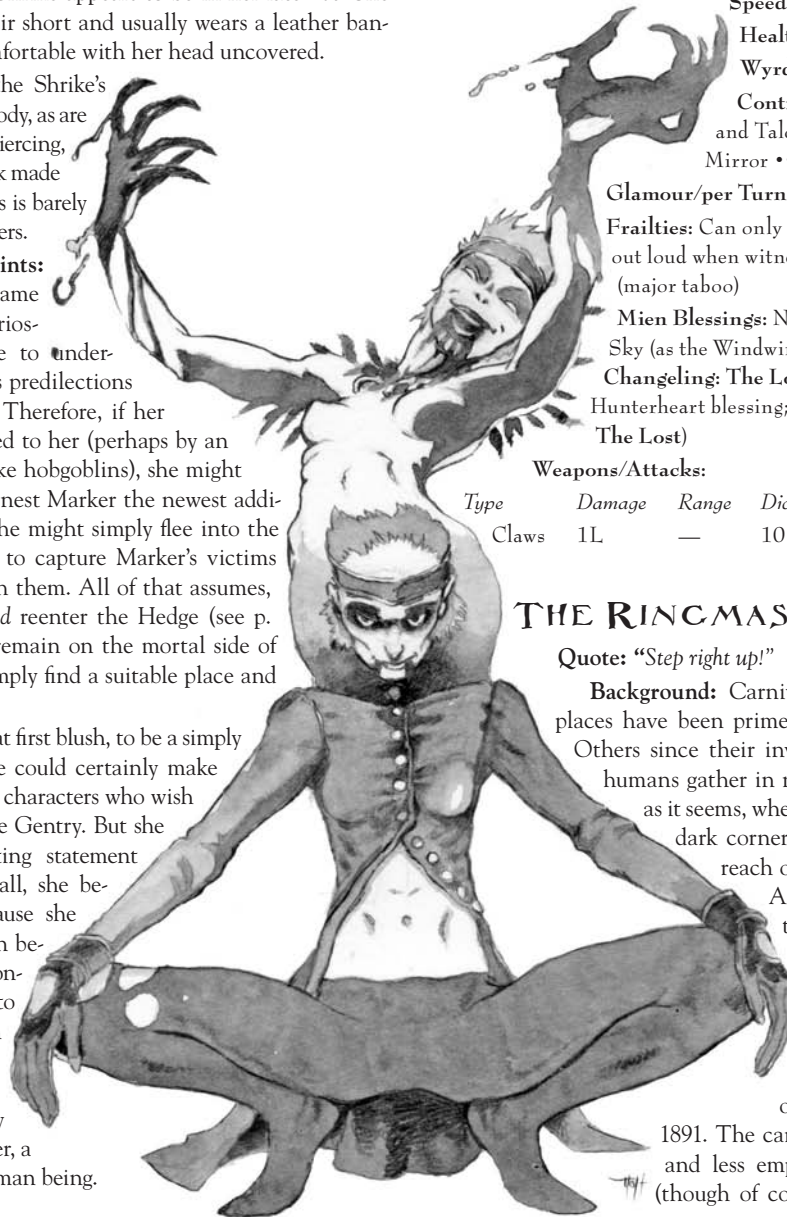 ir short and usually wears a leather ban-
mfortable with her head uncovered.
he Shrike's
ody, as are
iercing,
k made
s is barely
ers.
ints:
ame
rios-
e to under-
s predilections
Therefore, if her
ed to her (perhaps by an
ke hobgoblins), she might
nest Marker the newest addi-
he might simply flee into the
to capture Marker's victims
n them. All of that assumes,
d reenter the Hedge (see p.
remain on the mortal side of
mply find a suitable place and
at first blush, to be a simply
e could certainly make
characters who wish
e Gentry. But she
ting statement
all, she be-
ause she
n be-
on-
to
y
er, a
man being.
Speed
Healt
Wyrd
Contr
and Tale
Mirror •
Glamour/per Turn
Frailties: Can only
out loud when witne
(major taboo)
Mien Blessings: N
Sky (as the Windwin
Changeling: The Lo
Hunterheart blessing;
The Lost)
Weapons/Attacks:
Type Damage Range Dic
Claws 1L — 10
THE RINGMAS
Quote: "Step right up!"
Background: Carniv
places have been prime
Others since their inv
humans gather in r
as it seems, whe
dark corner
reach o
A
t
o
1891. The car
and less emp
(though of co